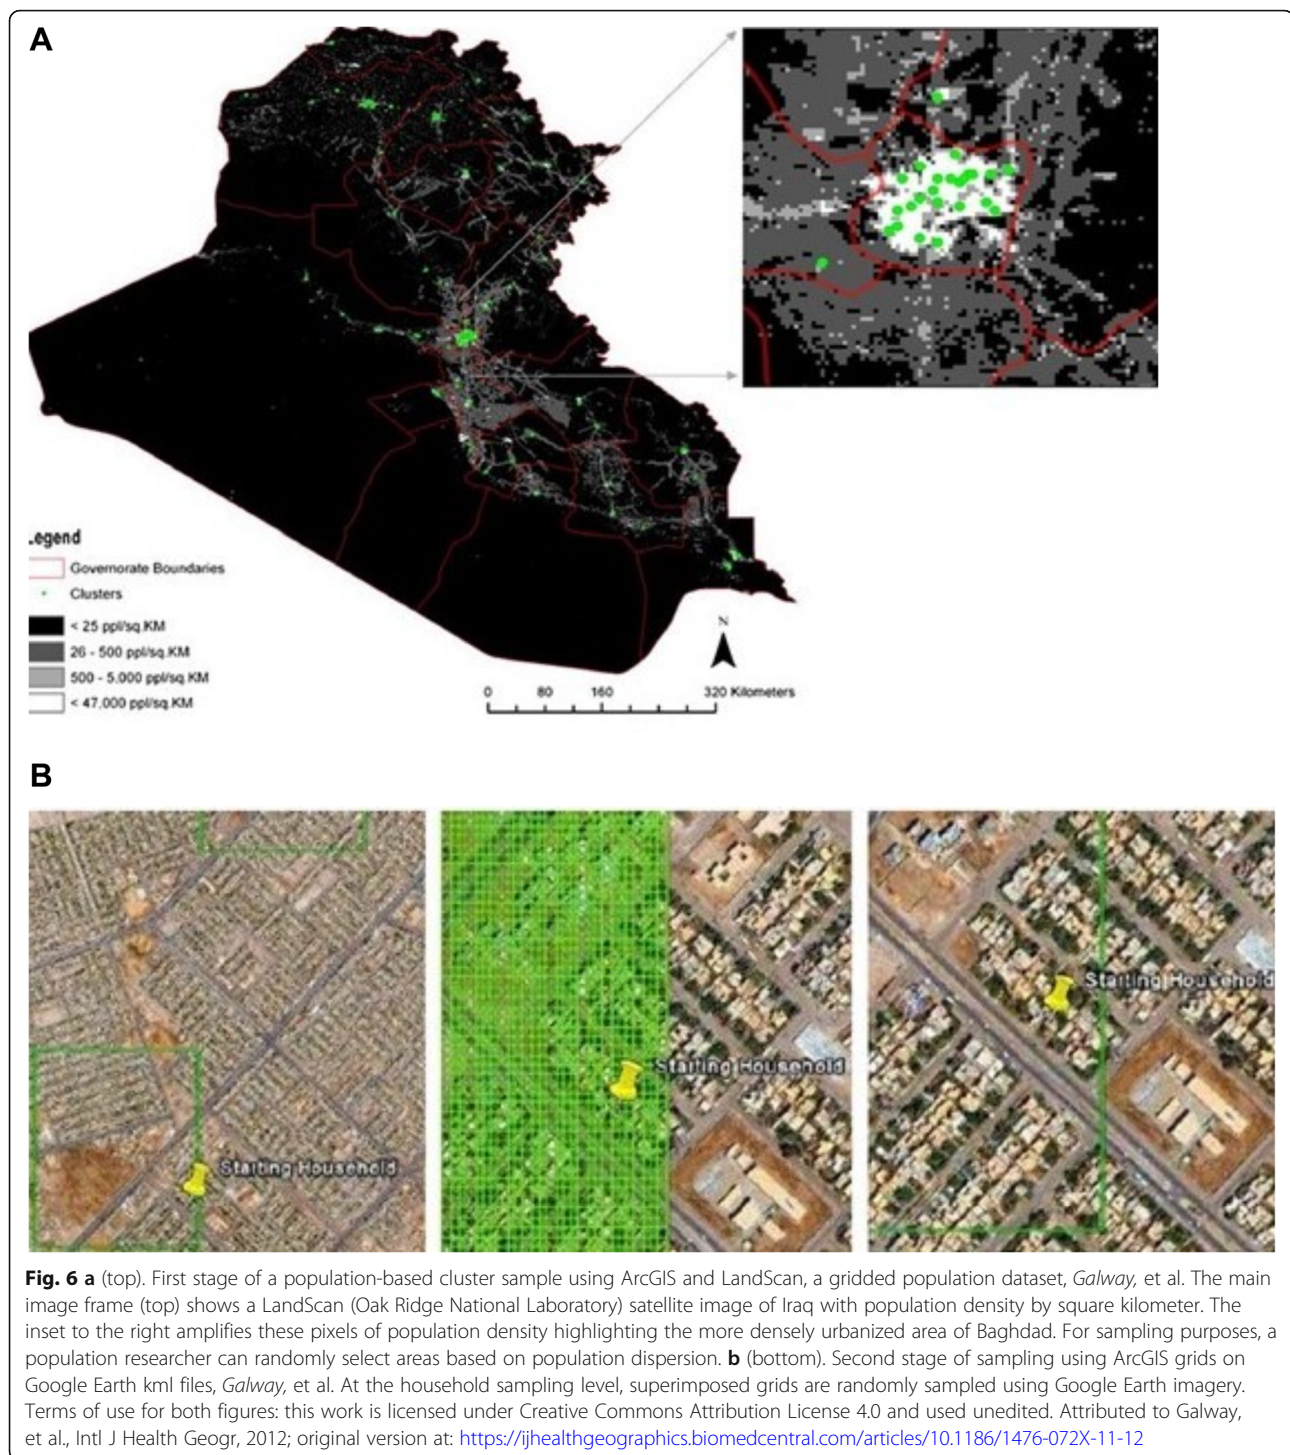 A
.egend
Governorate Boundaries
Clusters
< 25 ppl/sq.KM
26 - 500 ppl/sq.KM
500 - 5.000 ppl/sq.KM
< 47.000 ppl/sq.KM
N
0 80 160 320 Kilometers
B
Starting Household
Starting Household
Starting Household
Fig. 6 a (top). First stage of a population-based cluster sample using ArcGIS and LandScan, a gridded population dataset, Galway, et al. The main
image frame (top) shows a LandScan (Oak Ridge National Laboratory) satellite image of Iraq with population density by square kilometer. The
inset to the right amplifies these pixels of population density highlighting the more densely urbanized area of Baghdad. For sampling purposes, a
population researcher can randomly select areas based on population dispersion. b (bottom). Second stage of sampling using ArcGIS grids on
Google Earth kml files, Galway, et al. At the household sampling level, superimposed grids are randomly sampled using Google Earth imagery.
Terms of use for both figures: this work is licensed under Creative Commons Attribution License 4.0 and used unedited. Attributed to Galway,
et al., Intl J Health Geogr, 2012; original version at: https://ijhealthgeographics.biomedcentral.com/articles/10.1186/1476-072X-11-12